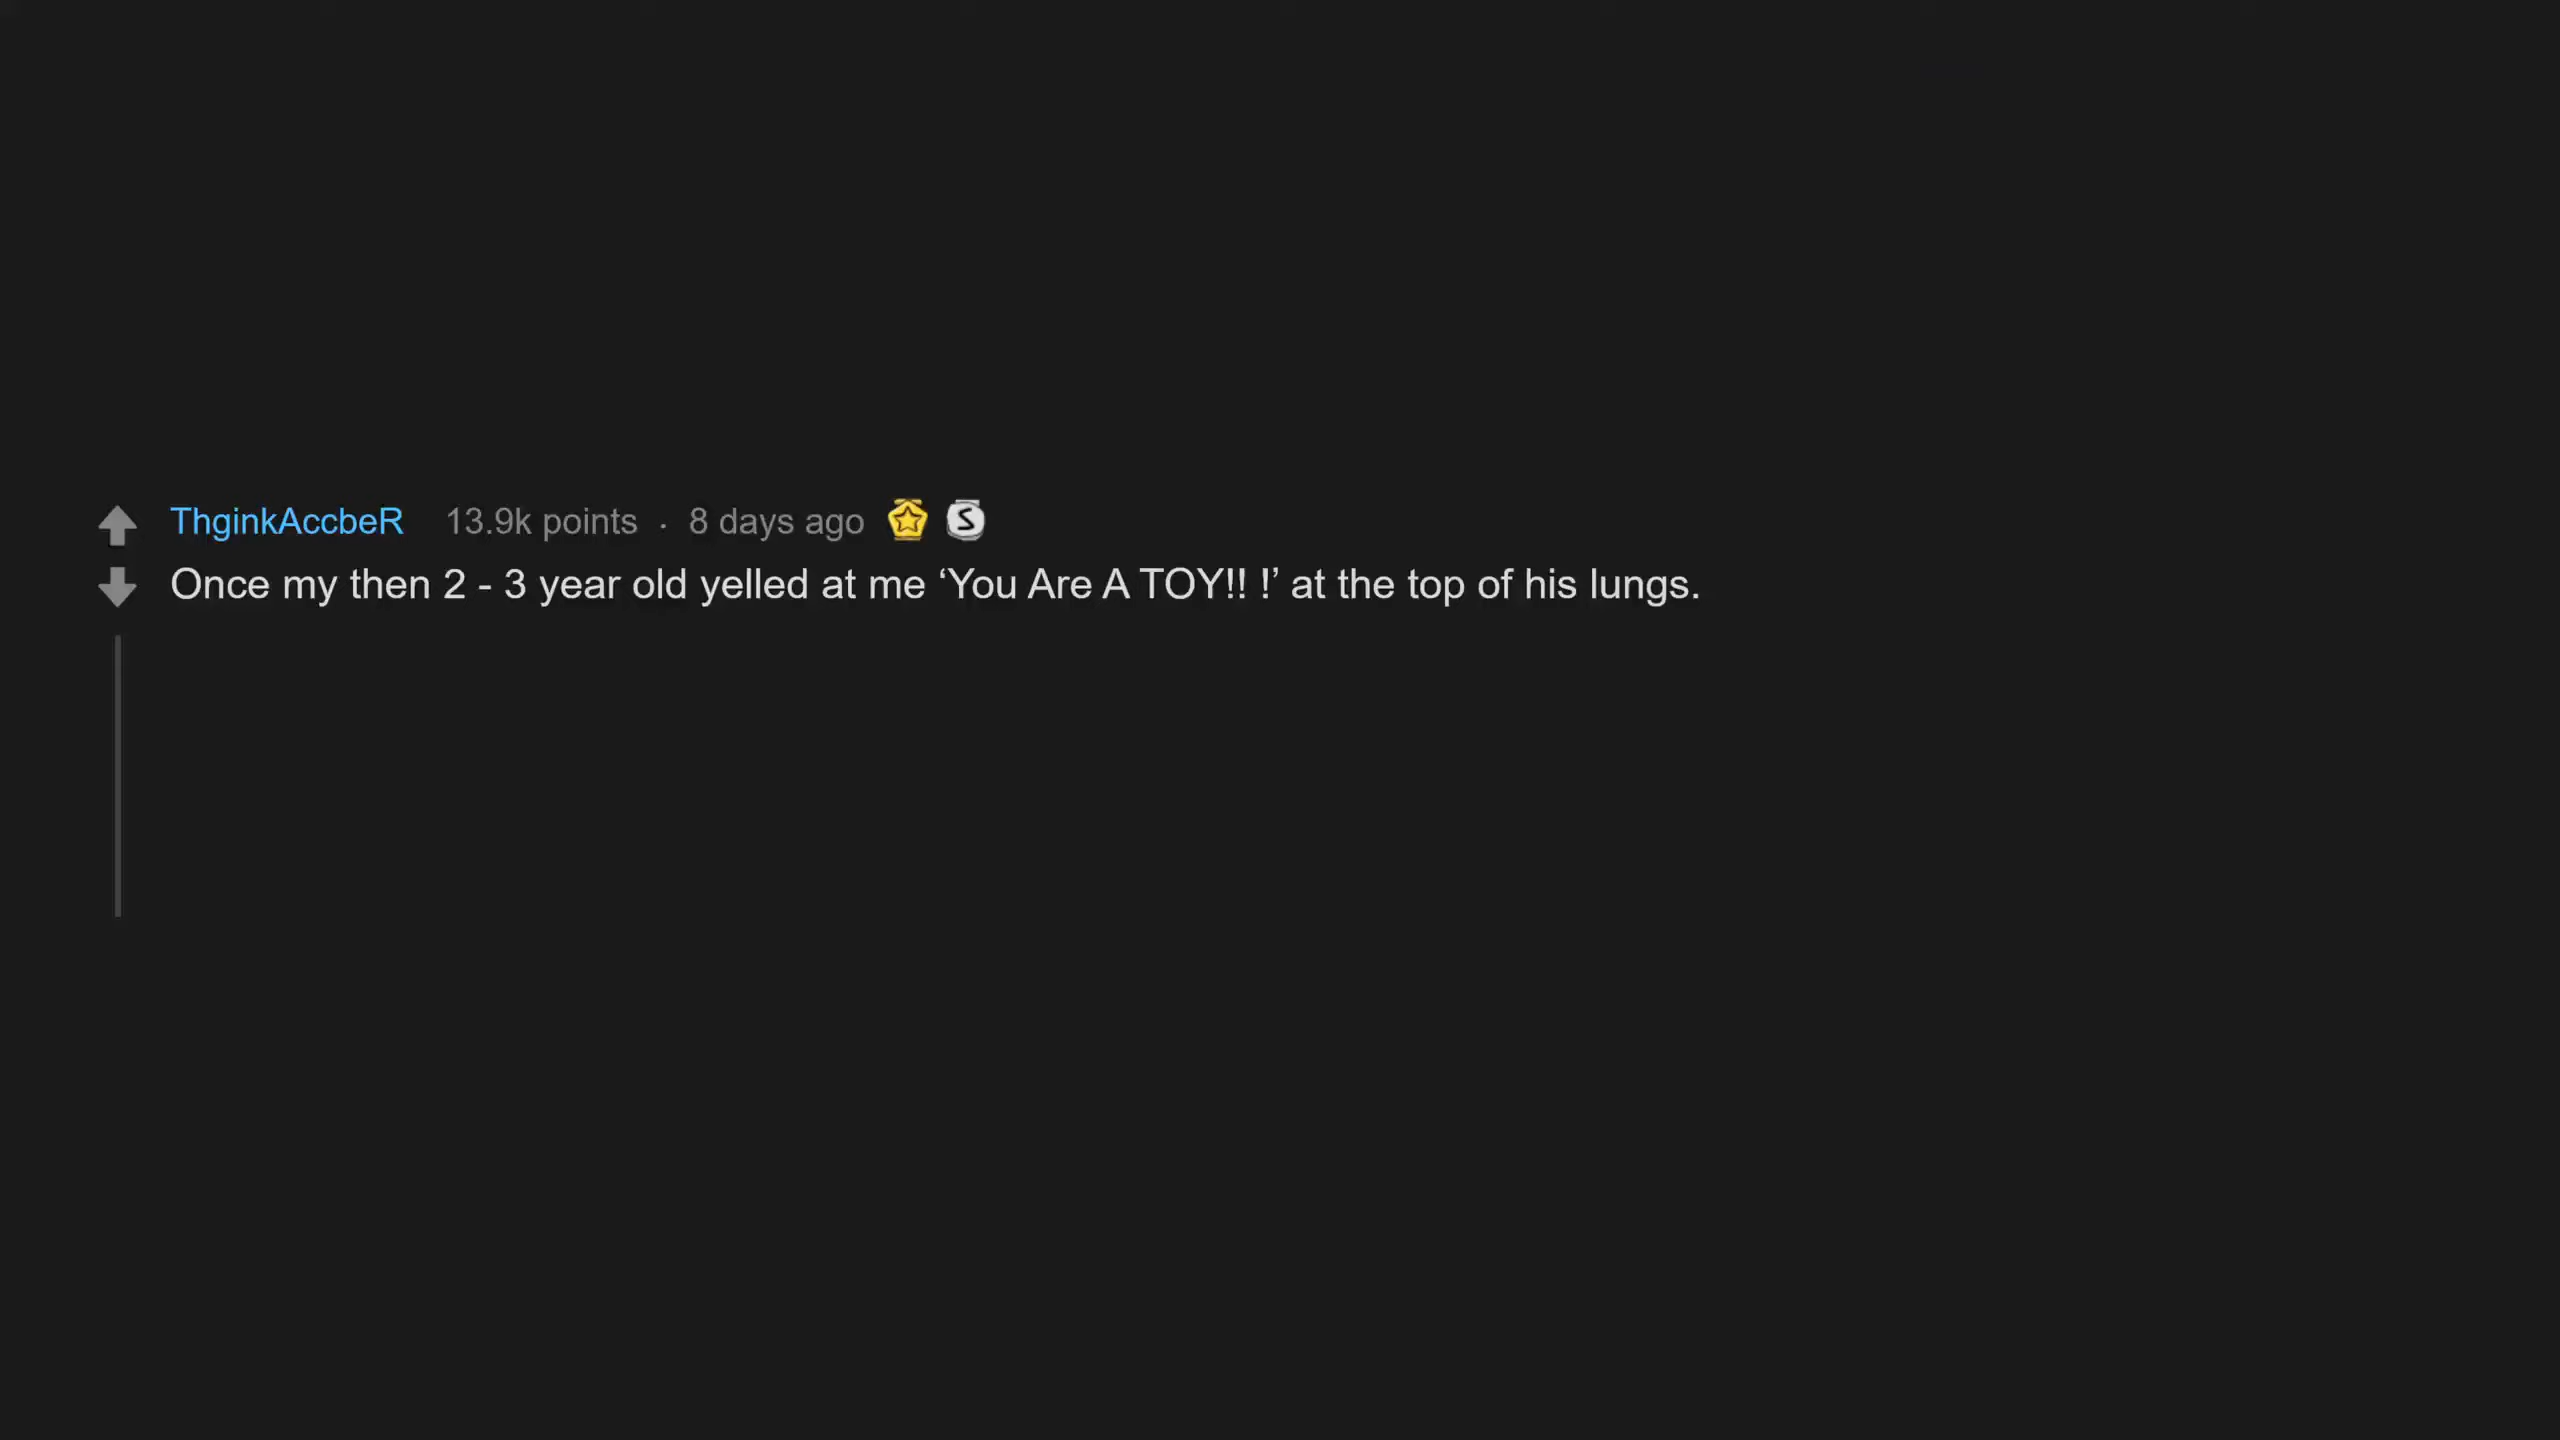 ThginkAccbeR 13.9k points . 8 days ago S
Once my then 2 - 3 year old yelled at me ‘You Are A TOY!! !’ at the top of his lungs.